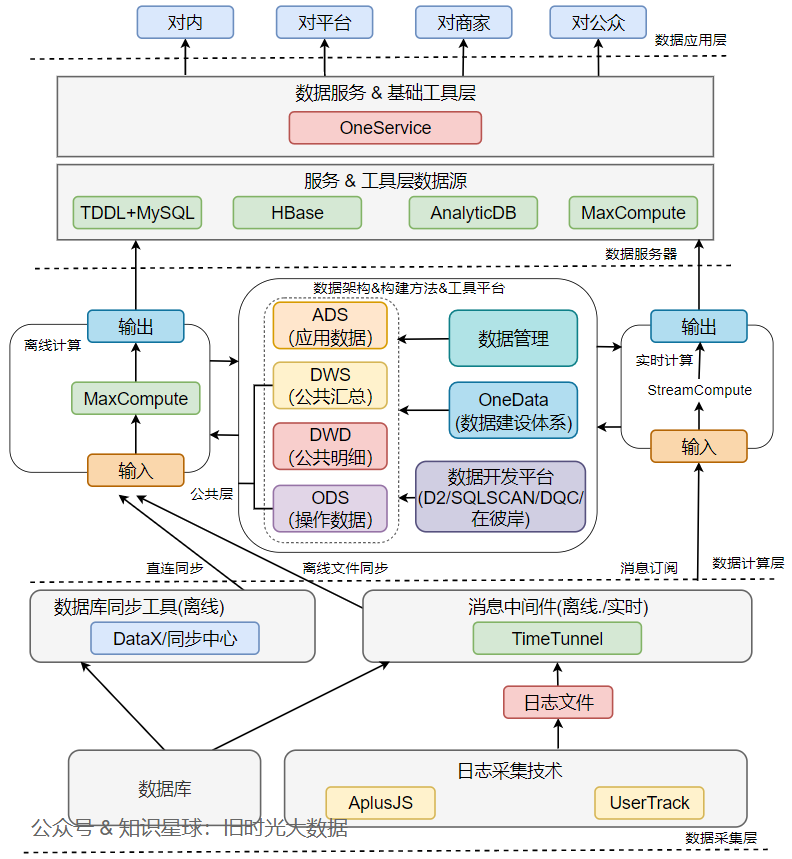 对内
对平台
对商家
对公众
数据应用层
数据服务 & 基础工具层
OneService
服务 & 工具层数据源
TDDL+MySQL
HBase
AnalyticDB
MaxCompute
数据服务器
数据架构&构建方法&工具平台
离线计算
输出
MaxCompute
输入
ADS
（应用数据）
DWS
（公共汇总）
DWD
（公共明细）
ODS
（操作数据）
公共层
数据管理
OneData
(数据建设体系)
数据开发平台
(D2/SQLSCAN/DQC/
在彼岸)
输出
实时计算
StreamCompute
输入
直连同步
离线文件同步
消息订阅
数据计算层
数据库同步工具(离线)
DataX/同步中心
消息中间件(离线./实时)
TimeTunnel
日志文件
数据库
日志采集技术
AplusJS
UserTrack
公众号 & 知识星球：旧时光大数据
数据采集层